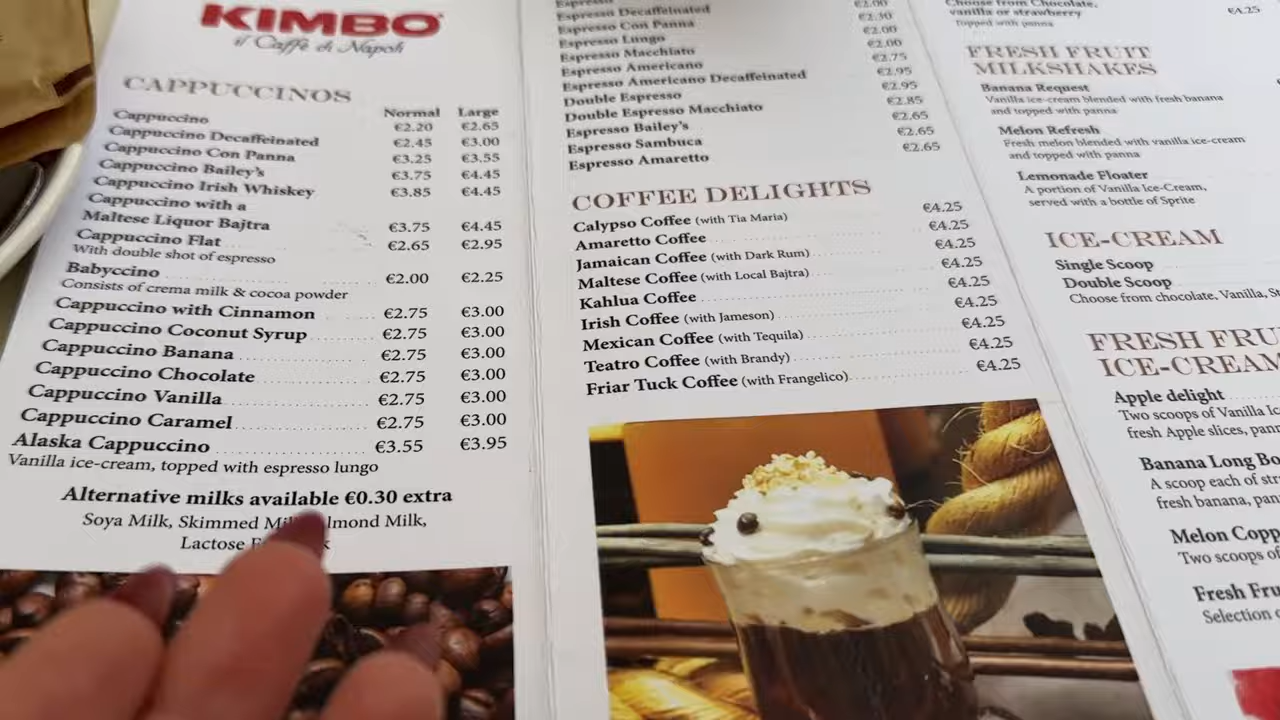 KIMBO
il Caffè di Napoli
CAPPUCCINOS
Normal Large
Cappuccino €2.20 €2.65
Cappuccino Decaffeinated €2.45 €3.00
Cappuccino Con Panna €3.25 €3.55
Cappuccino Bailey's €3.75 €4.45
Cappuccino Irish Whiskey €3.85 €4.45
Cappuccino with a
Maltese Liquor Bajtra €3.75 €4.45
Cappuccino Flat €2.65 €2.95
With double shot of espresso
Babyccino €2.00 €2.25
Consists of crema milk & cocoa powder
Cappuccino with Cinnamon €2.75 €3.00
Cappuccino Coconut Syrup €2.75 €3.00
Cappuccino Banana €2.75 €3.00
Cappuccino Chocolate €2.75 €3.00
Cappuccino Vanilla €2.75 €3.00
Cappuccino Caramel €2.75 €3.00
Alaska Cappuccino €3.55 €3.95
Vanilla ice-cream, topped with espresso lungo
Alternative milks available €0.30 extra
Soya Milk, Skimmed Milk, Almond Milk,
Lactose
Espresso
Espresso Decaffeinated €2.00
Espresso Con Panna €2.30
Espresso Lungo €2.00
Espresso Macchiato €2.00
Espresso Americano €2.75
Espresso Americano Decaffeinated €2.95
Double Espresso €2.95
Double Espresso Macchiato €2.85
Espresso Bailey's €2.65
Espresso Sambuca €2.65
Espresso Amaretto €2.65
COFFEE DELIGHTS
Calypso Coffee (with Tia Maria) €4.25
Amaretto Coffee €4.25
Jamaican Coffee (with Dark Rum) €4.25
Maltese Coffee (with Local Bajtra) €4.25
Kahlua Coffee €4.25
Irish Coffee (with Jameson) €4.25
Mexican Coffee (with Tequila) €4.25
Teatro Coffee (with Brandy) €4.25
Friar Tuck Coffee (with Frangelico) €4.25
Choose from Chocolate,
vanilla or strawberry €4.25
topped with panna
FRESH FRUIT
MILKSHAKES
Banana Request
Vanilla ice-cream blended with fresh banana
and topped with panna
Melon Refresh
Fresh melon blended with vanilla ice-cream
and topped with panna
Lemonade Floater
A portion of Vanilla Ice-Cream,
served with a bottle of Sprite
ICE-CREAM
Single Scoop
Double Scoop
Choose from chocolate, Vanilla,
FRESH FRU
ICE-CREAM
Apple delight
Two scoops of Vanilla
fresh Apple slices,
Banana Long
A scoop each of
fresh banana,
Melon
Two scoops of
Fresh
Selection